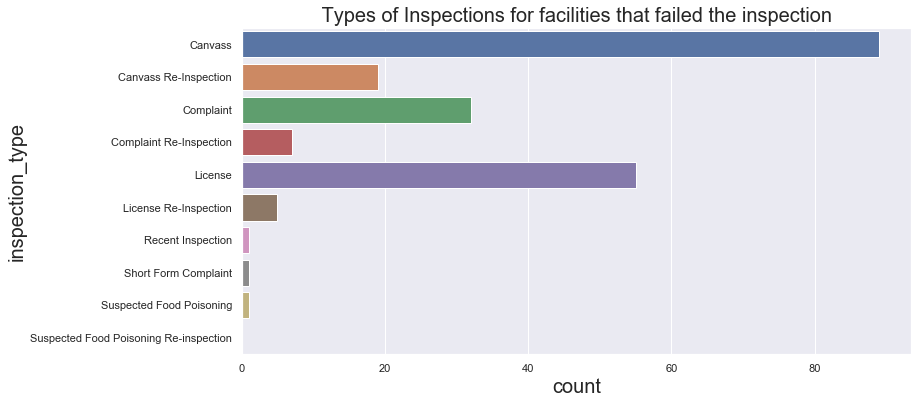 Types of Inspections for facilities that failed the inspection
inspection_type
Canvass
Canvass Re-Inspection
Complaint
Complaint Re-Inspection
License
License Re-Inspection
Recent Inspection
Short Form Complaint
Suspected Food Poisoning
Suspected Food Poisoning Re-inspection
0 20 40 60 80
count